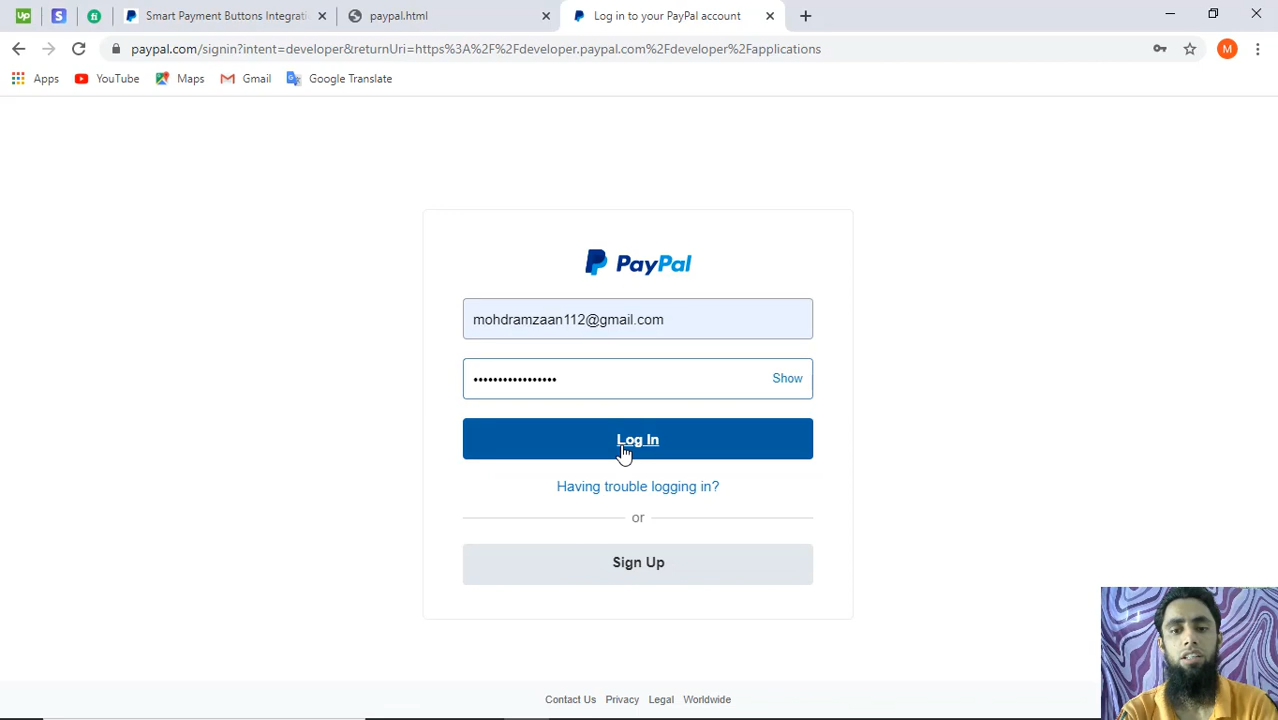 Up
S
fi
Smart Payment Buttons Integrati
paypal.html
Log in to your PayPal account
paypal.com/signin?intent=developer&returnUri=https%3A%2F%2Fdeveloper.paypal.com%2Fdeveloper%2Fapplications
M
Apps
YouTube
Maps
Gmail
Google Translate
PayPal
mohdramzaan112@gmail.com
•••••••••••••••••
Show
Log In
Having trouble logging in?
or
Sign Up
Contact Us Privacy Legal Worldwide